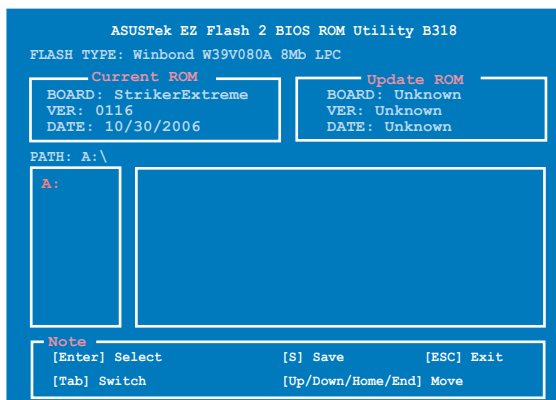 ASUSTek EZ Flash 2 BIOS ROM Utility B318
FLASH TYPE: Winbond W39V080A 8Mb LPC
Current ROM
BOARD: StrikerExtreme
VER: 0116
DATE: 10/30/2006
Update ROM
BOARD: Unknown
VER: Unknown
DATE: Unknown
PATH: A:\
A:
Note
[Enter] Select [S] Save [ESC] Exit
[Tab] Switch [Up/Down/Home/End] Move